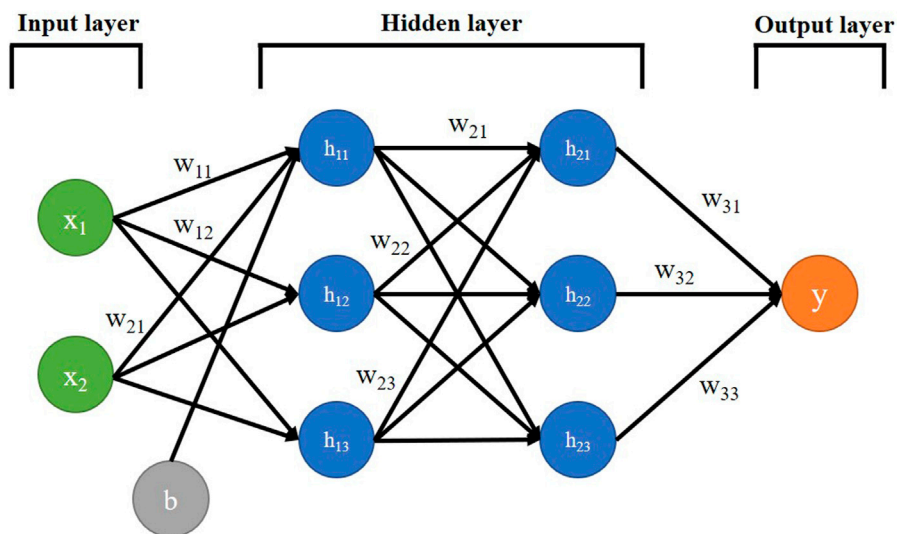 Input layer
Hidden layer
Output layer
w₂₁
h₁₁
h₂₁
w₁₁
w₃₁
x₁
w₁₂
w₂₂
w₃₂
h₁₂
h₂₂
y
w₂₁
x₂
w₂₃
w₃₃
h₁₃
h₂₃
b